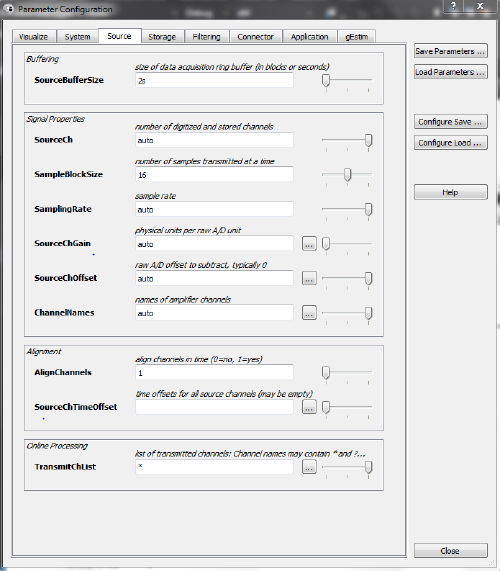 Parameter Configuration
Visualize System Source Storage Filtering Connector Application gEstim
Save Parameters ...
Load Parameters ...
Configure Save ...
Configure Load ...
Help
Buffering
size of data acquisition ring buffer (in blocks or seconds)
SourceBufferSize 2s
Signal Properties
number of digitized and stored channels
SourceCh auto
number of samples transmitted at a time
SampleBlockSize 16
sample rate
SamplingRate auto
physical units per raw A/D unit
SourceChGain auto ...
raw A/D offset to subtract, typically 0
SourceChOffset auto ...
names of amplifier channels
ChannelNames auto ...
Alignment
align channels in time (0=no, 1=yes)
AlignChannels 1
time offsets for all source channels (may be empty)
SourceChTimeOffset ...
Online Processing
list of transmitted channels: Channel names may contain * and ?...
TransmitChList * ...
Close